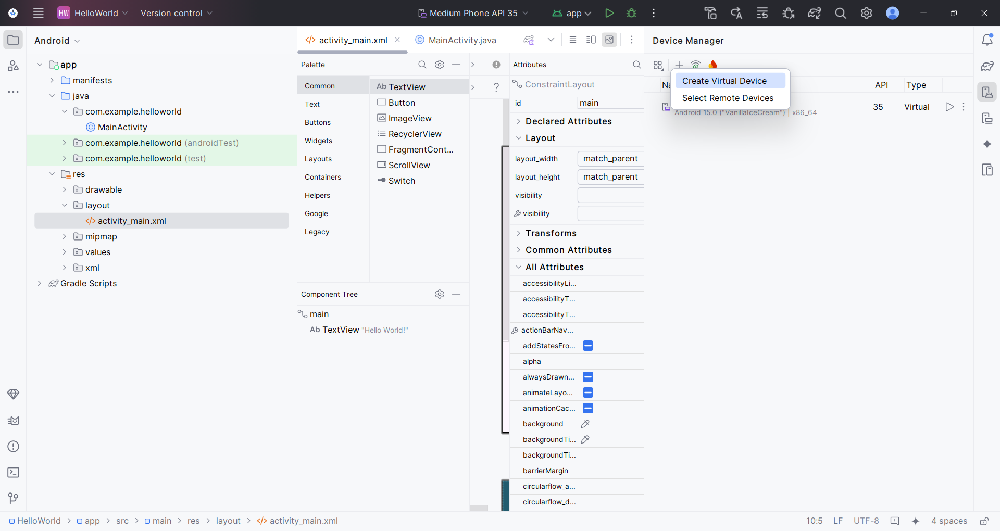 HW HelloWorld Version control Medium Phone API 35 app
Android
activity_main.xml MainActivity.java
Device Manager
app
manifests
java
com.example.helloworld
MainActivity
com.example.helloworld (androidTest)
com.example.helloworld (test)
res
drawable
layout
activity_main.xml
mipmap
values
xml
Gradle Scripts
Palette
Common
Text
Buttons
Widgets
Layouts
Containers
Helpers
Google
Legacy
Ab TextView
Button
ImageView
RecyclerView
FragmentCont...
ScrollView
Switch
Component Tree
main
Ab TextView "Hello World!"
Attributes
ConstraintLayout
id main
Declared Attributes
Layout
layout_width match_parent
layout_height match_parent
visibility
visibility
Transforms
Common Attributes
All Attributes
accessibilityLi...
accessibilityT...
accessibilityT...
actionBarNav...
addStatesFro...
alpha
alwaysDrawn...
animateLayo...
animationCac...
background
backgroundTi...
backgroundTi...
barrierMargin
circularflow_a...
circularflow_d...
Create Virtual Device
Select Remote Devices
API Type
35 Virtual
Android 15.0 ("VanillaIceCream") | x86_64
HelloWorld > app > src > main > res > layout > activity_main.xml
10:5 LF UTF-8 4 spaces